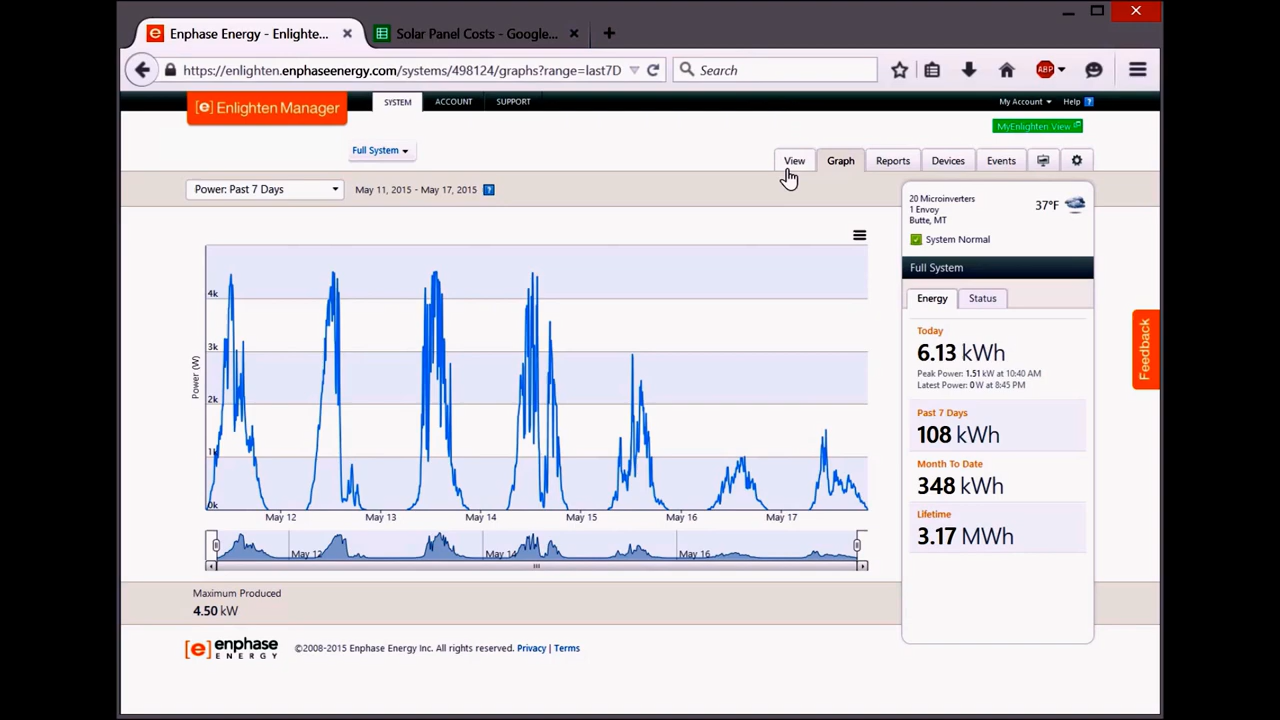 Enphase Energy - Enlighte...
Solar Panel Costs - Google...
https://enlighten.enphaseenergy.com/systems/498124/graphs?range=last7D
Search
ABP
[e] Enlighten Manager
SYSTEM
ACCOUNT
SUPPORT
My Account
Help ?
MyEnlighten View
Full System
View
Graph
Reports
Devices
Events
Power: Past 7 Days
May 11, 2015 - May 17, 2015 ?
20 Microinverters
1 Envoy
Butte, MT
37°F
System Normal
Full System
Energy
Status
Today
6.13 kWh
Peak Power: 1.51 kW at 10:40 AM
Latest Power: 0 W at 8:45 PM
Past 7 Days
108 kWh
Month To Date
348 kWh
Lifetime
3.17 MWh
Feedback
Power (W)
4k
3k
2k
1k
0k
May 12
May 13
May 14
May 15
May 16
May 17
May 12
May 14
May 16
Maximum Produced
4.50 kW
[e] enphase
ENERGY
©2008-2015 Enphase Energy Inc. All rights reserved. Privacy | Terms